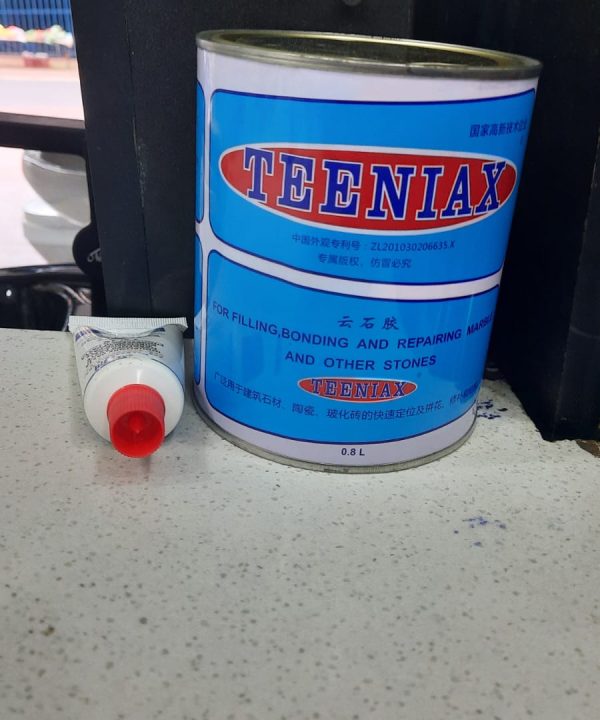 国家高新技术企业
TEENIAX
中国外观专利号：ZL201030206635.X
专属版权、仿冒必究
云石胶
FOR FILLING,BONDING AND REPAIRING MARBLE
AND OTHER STONES
TEENIAX
广泛用于建筑石材、陶瓷、玻化砖的快速定位及拼花、修补
0.8 L